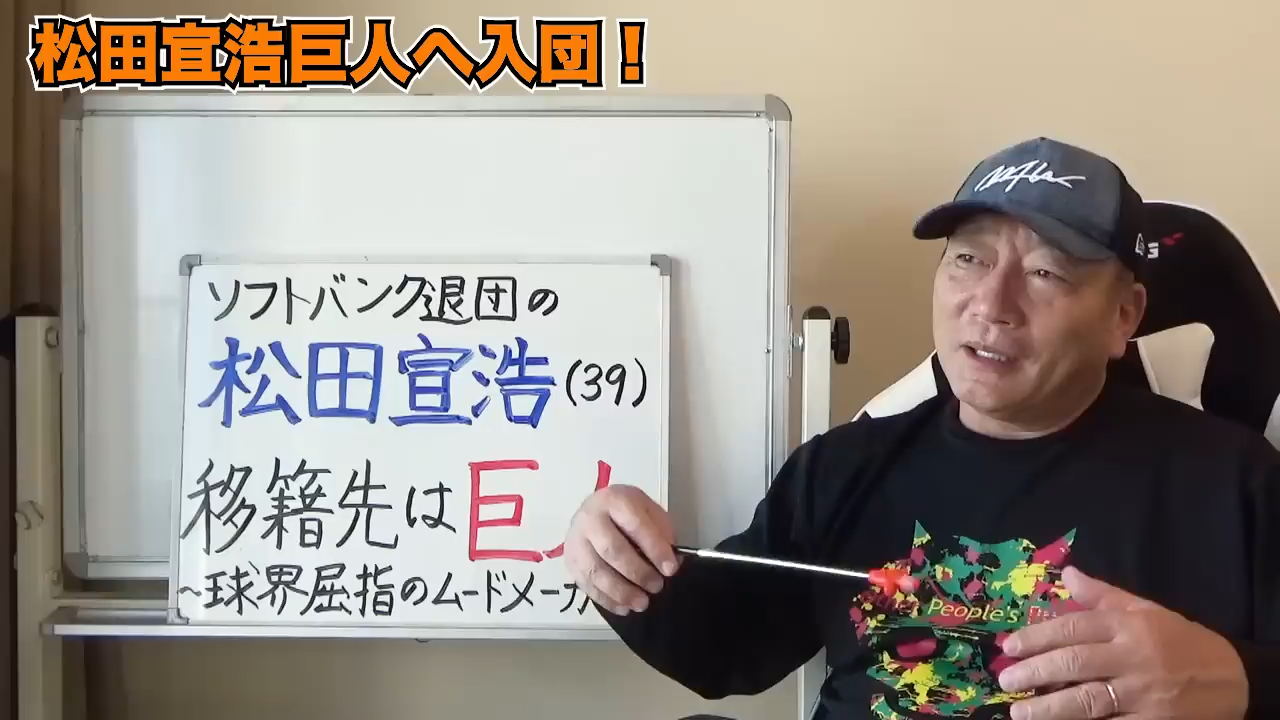 松田宣浩巨人へ入団！
ソフトバンク退団の
松田宣浩(39)
移籍先は巨人
〜球界屈指のムードメーカ
People's